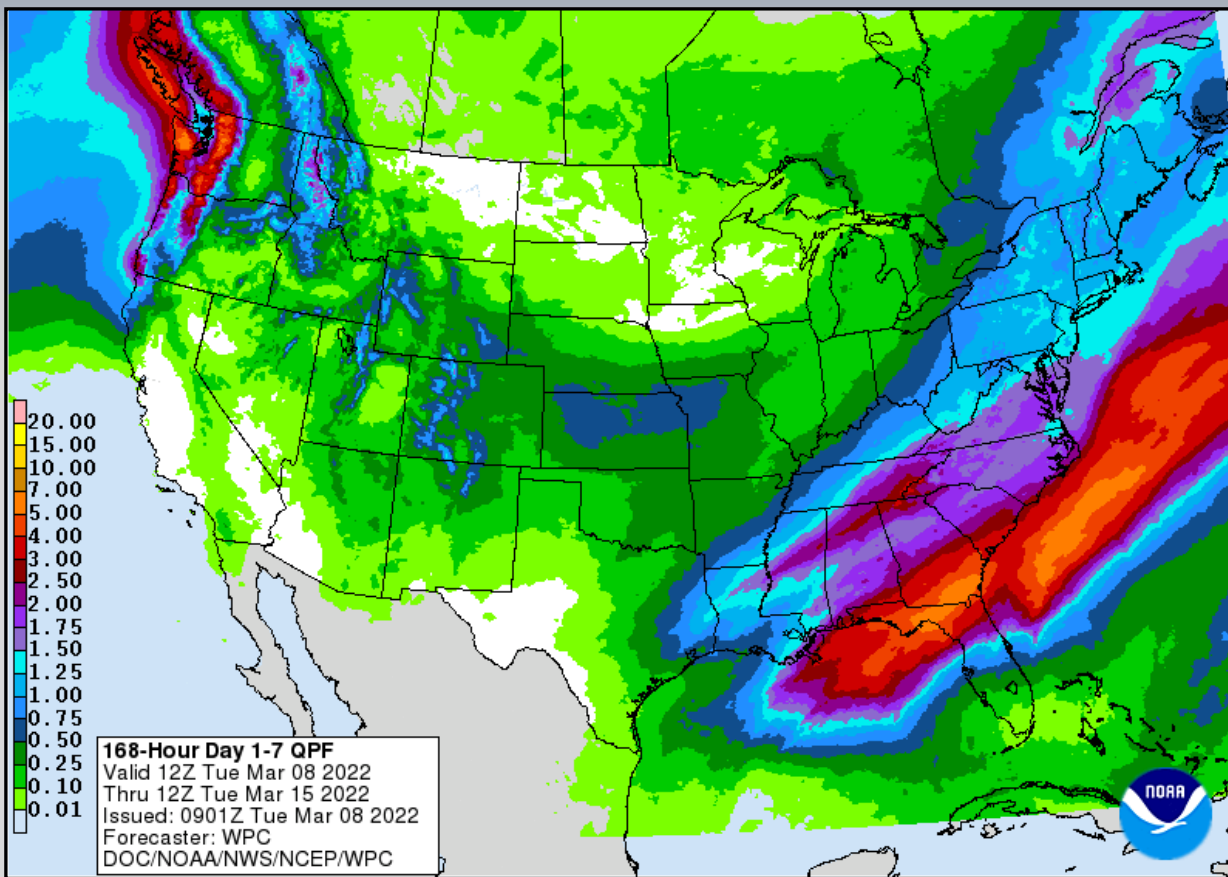 20.00
15.00
10.00
7.00
5.00
4.00
3.00
2.50
2.00
1.75
1.50
1.25
1.00
0.75
0.50
0.25
0.10
0.01
168-Hour Day 1-7 QPF
Valid 12Z Tue Mar 08 2022
Thru 12Z Tue Mar 15 2022
Issued: 0901Z Tue Mar 08 2022
Forecaster: WPC
DOC/NOAA/NWS/NCEP/WPC
NOAA